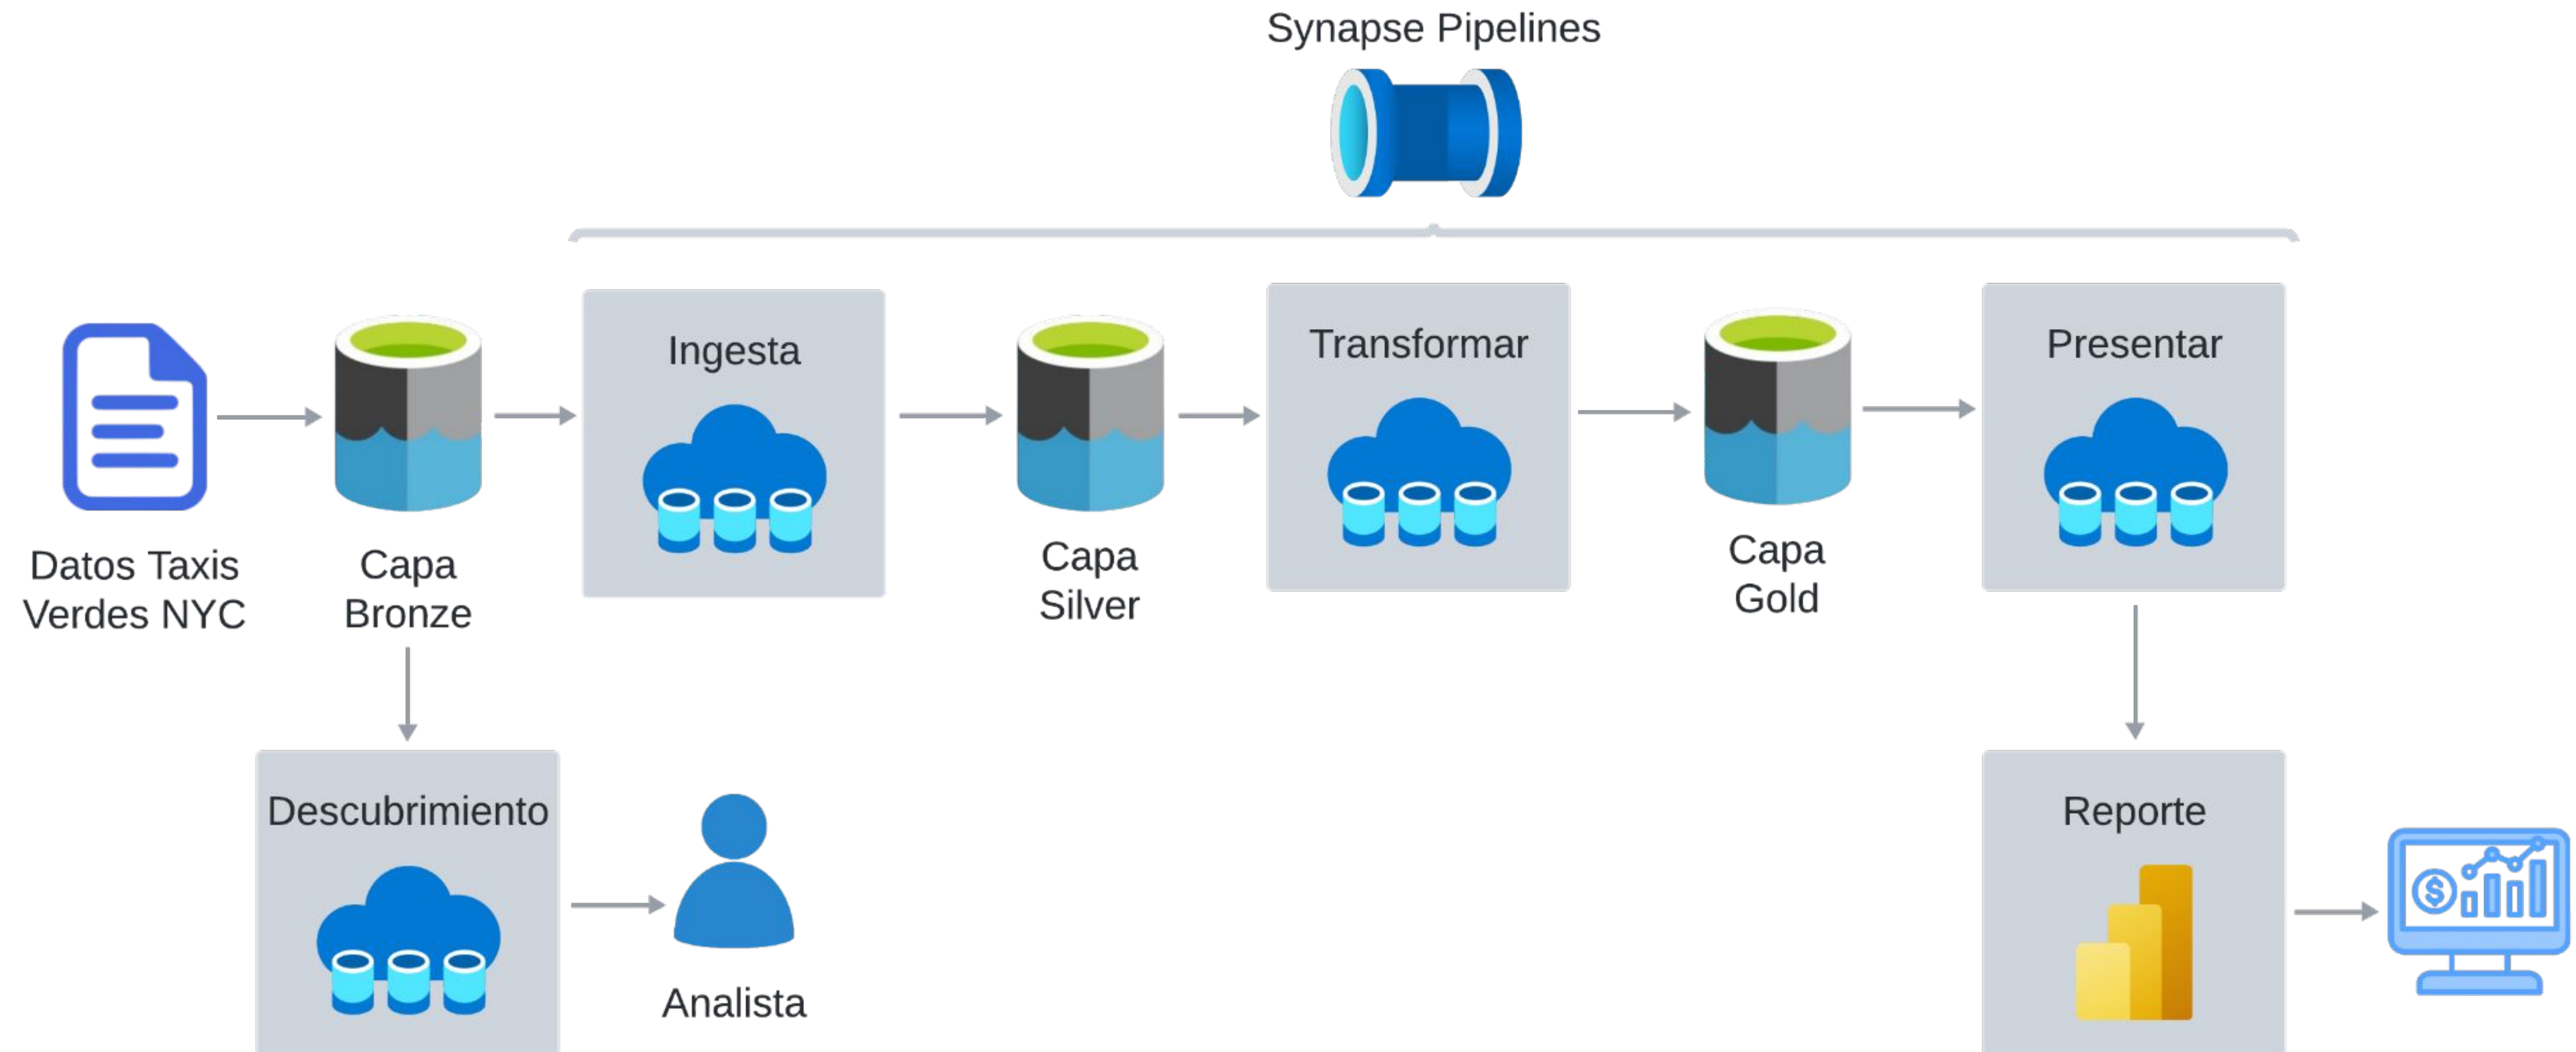 Synapse Pipelines
Ingesta
Transformar
Presentar
Datos Taxis
Verdes NYC
Capa
Bronze
Capa
Silver
Capa
Gold
Descubrimiento
Analista
Reporte
$